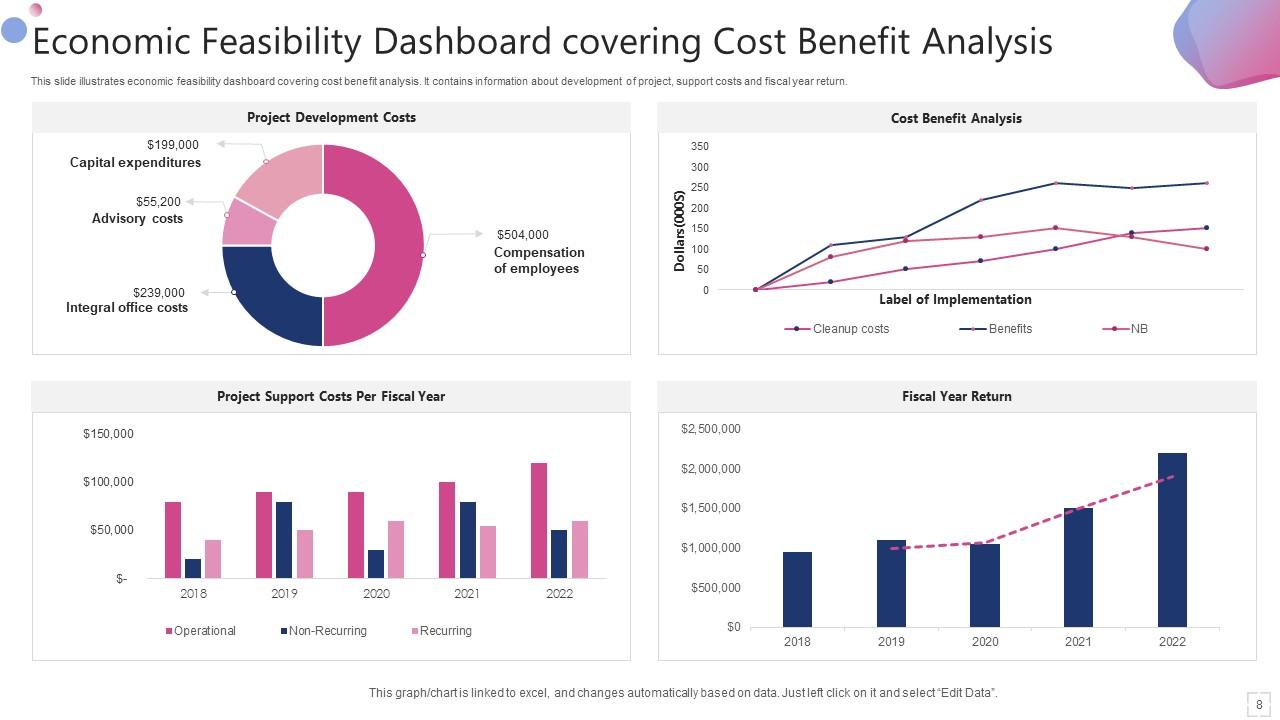 Economic Feasibility Dashboard covering Cost Benefit Analysis
This slide illustrates economic feasibility dashboard covering cost benefit analysis. It contains information about development of project, support costs and fiscal year return.
Project Development Costs
$199,000
Capital expenditures
$55,200
Advisory costs
$504,000
Compensation
of employees
$239,000
Integral office costs
Cost Benefit Analysis
350
300
250
200
150
100
50
0
Dollars(000S)
Label of Implementation
Cleanup costs
Benefits
NB
Project Support Costs Per Fiscal Year
$150,000
$100,000
$50,000
$-
2018
2019
2020
2021
2022
Operational
Non-Recurring
Recurring
Fiscal Year Return
$2,500,000
$2,000,000
$1,500,000
$1,000,000
$500,000
$0
2018
2019
2020
2021
2022
This graph/chart is linked to excel, and changes automatically based on data. Just left click on it and select “Edit Data”.
8